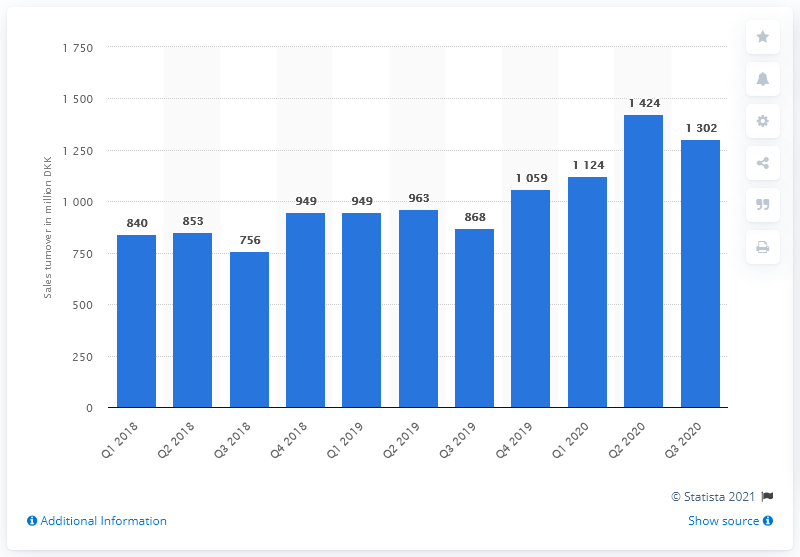 1 750
1 500
1 250
1 000
750
500
250
0
Sales turnover in million DKK
840
853
756
949
949
963
868
1 059
1 124
1 424
1 302
Q1 2018
Q2 2018
Q3 2018
Q4 2018
Q1 2019
Q2 2019
Q3 2019
Q4 2019
Q1 2020
Q2 2020
Q3 2020
© Statista 2021
Additional Information
Show source